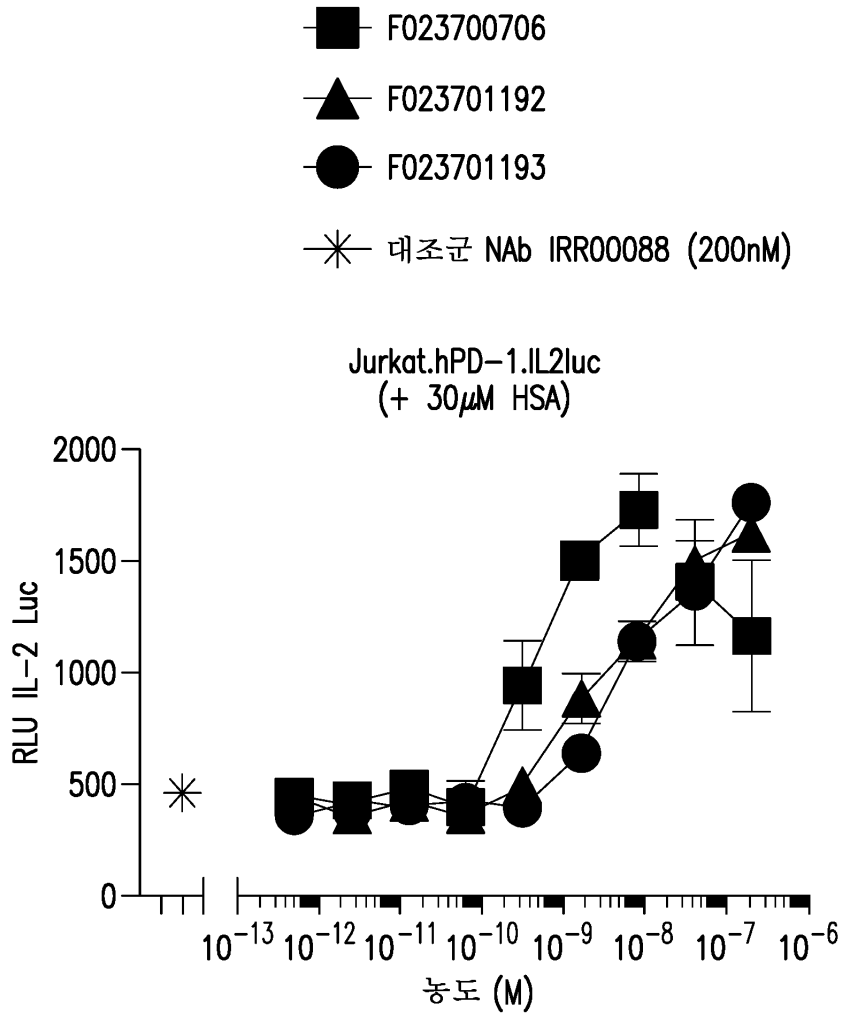 F023700706
F023701192
F023701193
대조군 NAb IRR00088 (200nM)
Jurkat.hPD-1.IL2luc
(+ 30µM HSA)
RLU IL-2 Luc
2000
1500
1000
500
0
10⁻¹³ 10⁻¹² 10⁻¹¹ 10⁻¹⁰ 10⁻⁹ 10⁻⁸ 10⁻⁷ 10⁻⁶
농도 (M)